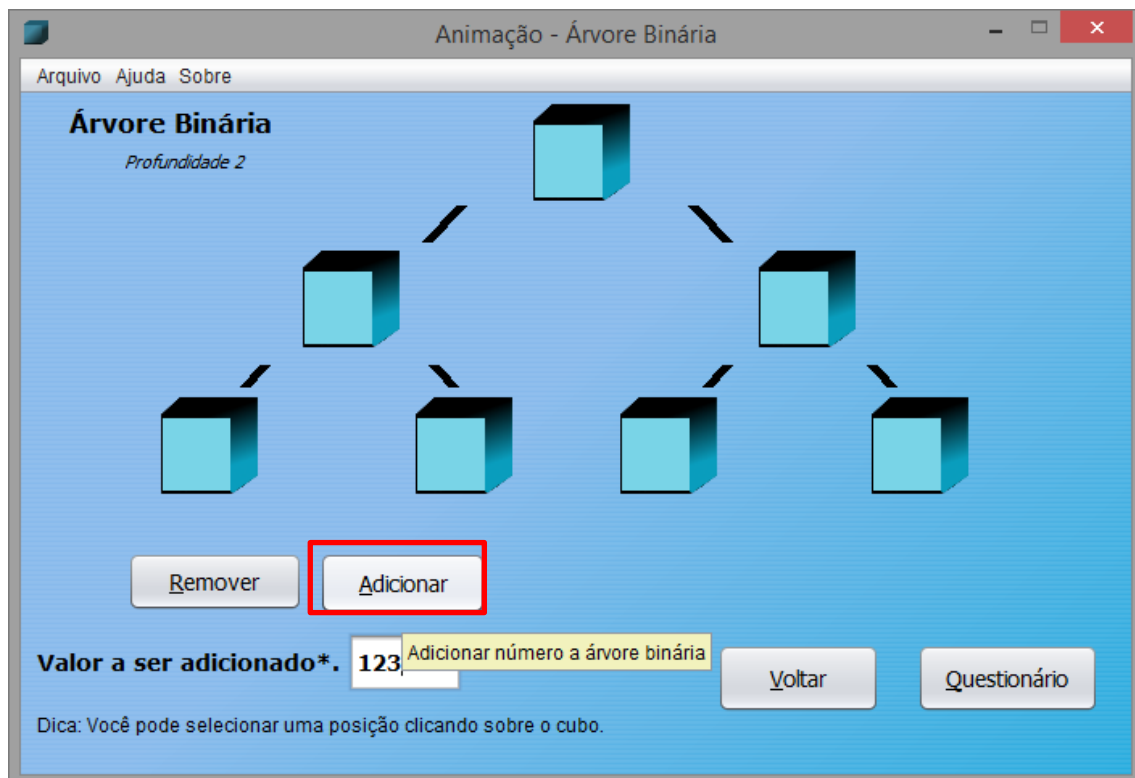 Animação - Árvore Binária
Arquivo Ajuda Sobre
Árvore Binária
Profundidade 2
Remover
Adicionar
Valor a ser adicionado*.
123
Adicionar número a árvore binária
Voltar
Questionário
Dica: Você pode selecionar uma posição clicando sobre o cubo.